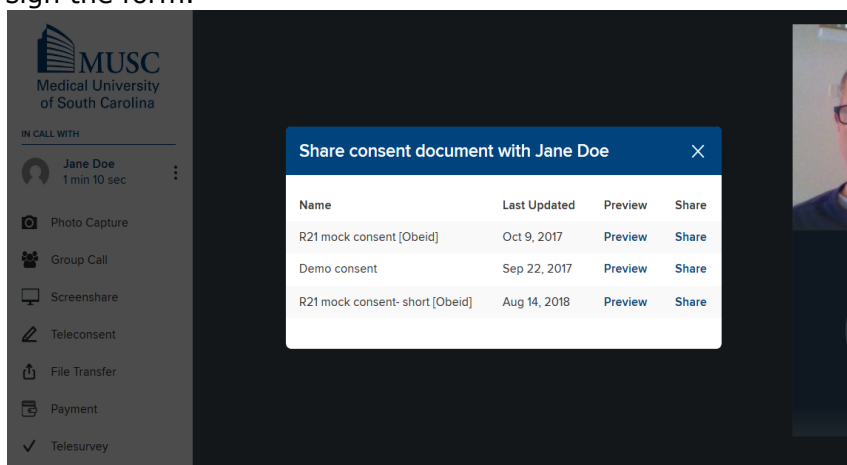 sign the form.
MUSC
Medical University
of South Carolina
IN CALL WITH
Jane Doe
1 min 10 sec
Photo Capture
Group Call
Screenshare
Teleconsent
File Transfer
Payment
Telesurvey
Share consent document with Jane Doe
Name Last Updated Preview Share
R21 mock consent [Obeid] Oct 9, 2017 Preview Share
Demo consent Sep 22, 2017 Preview Share
R21 mock consent- short [Obeid] Aug 14, 2018 Preview Share